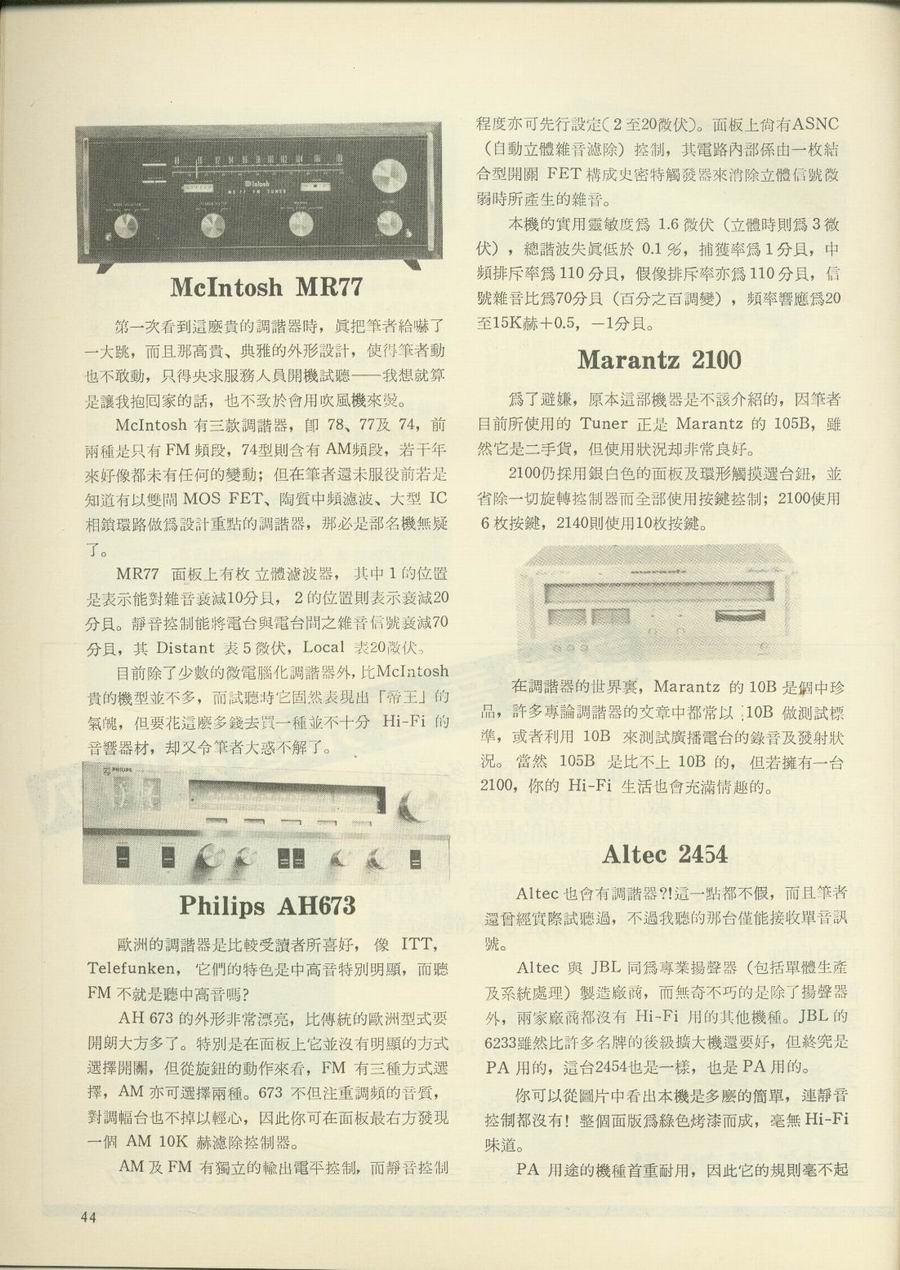 McIntosh MR77
第一次看到這麼貴的調諧器時，眞把筆者給嚇了
一大跳，而且那高貴、典雅的外形設計，使得筆者動
也不敢動，只得央求服務人員開機試聽——我想就算
是讓我抱回家的話，也不致於會用吹風機來燙。
McIntosh 有三款調諧器，即 78、77及 74，前
兩種是只有 FM 頻段，74型則含有 AM頻段，若干年
來好像都未有任何的變動；但在筆者還未服役前若是
知道有以雙閘 MOS FET、陶質中頻濾波、大型 IC
相鎖環路做爲設計重點的調諧器，那必是部名機無疑
了。
MR77 面板上有枚 立體濾波器， 其中 1 的位置
是表示能對雜音衰減10分貝， 2 的位置則表示衰減20
分貝。靜音控制能將電台與電台間之雜音信號衰減70
分貝，其 Distant 表 5 微伏，Local 表20微伏。
目前除了少數的微電腦化調諧器外，比McIntosh
貴的機型並不多，而試聽時它固然表現出「帝王」的
氣魄，但要花這麼多錢去買一種並不十分 Hi-Fi 的
音響器材，却又令筆者大惑不解了。
PHILIPS
Philips AH673
歐洲的調諧器是比較受讀者所喜好， 像 ITT，
Telefunken， 它們的特色是中高音特別明顯，而聽
FM 不就是聽中高音嗎?
AH 673 的外形非常漂亮，比傳統的歐洲型式要
開朗大方多了。特別是在面板上它並沒有明顯的方式
選擇開關，但從旋鈕的動作來看，FM 有三種方式選
擇，AM 亦可選擇兩種。673 不但注重調頻的音質，
對調幅台也不掉以輕心，因此你可在面板最右方發現
一個 AM 10K 赫濾除控制器。
AM 及 FM 有獨立的輸出電平控制，而靜音控制
程度亦可先行設定( 2 至20微伏)。面板上尙有ASNC
（自動立體雜音濾除）控制，其電路內部係由一枚結
合型開關 FET 構成史密特觸發器來消除立體信號微
弱時所產生的雜音。
本機的實用靈敏度爲 1.6 微伏（立體時則爲 3 微
伏），總諧波失眞低於 0.1 %，捕獲率爲 1 分貝，中
頻排斥率爲 110 分貝，假像排斥率亦爲 110 分貝，信
號雜音比爲70分貝（百分之百調變），頻率響應爲20
至15K赫＋0.5，－1分貝。
Marantz 2100
爲了避嫌，原本這部機器是不該介紹的，因筆者
目前所使用的 Tuner 正是 Marantz 的 105B，雖
然它是二手貨，但使用狀況却非常良好。
2100仍採用銀白色的面板及環形觸摸選台鈕，並
省除一切旋轉控制器而全部使用按鍵控制；2100使用
6 枚按鍵，2140則使用10枚按鍵。
marantz
在調諧器的世界裏，Marantz 的 10B 是個中珍
品，許多專論調諧器的文章中都常以 10B 做測試標
準，或者利用 10B 來測試廣播電台的錄音及發射狀
況。 當然 105B 是比不上 10B 的， 但若擁有一台
2100，你的 Hi-Fi 生活也會充滿情趣的。
Altec 2454
Altec 也會有調諧器?!這一點都不假，而且筆者
還曾經實際試聽過，不過我聽的那台僅能接收單音訊
號。
Altec 與 JBL 同爲專業揚聲器（包括單體生產
及系統處理）製造廠商，而無奇不巧的是除了揚聲器
外，兩家廠商都沒有 Hi-Fi 用的其他機種。JBL 的
6233雖然比許多名牌的後級擴大機還要好，但終究是
PA 用的，這台2454也是一樣，也是 PA 用的。
你可以從圖片中看出本機是多麼的簡單，連靜音
控制都沒有! 整個面版爲綠色烤漆而成，毫無 Hi-Fi
味道。
PA 用途的機種首重耐用，因此它的規則毫不起
44